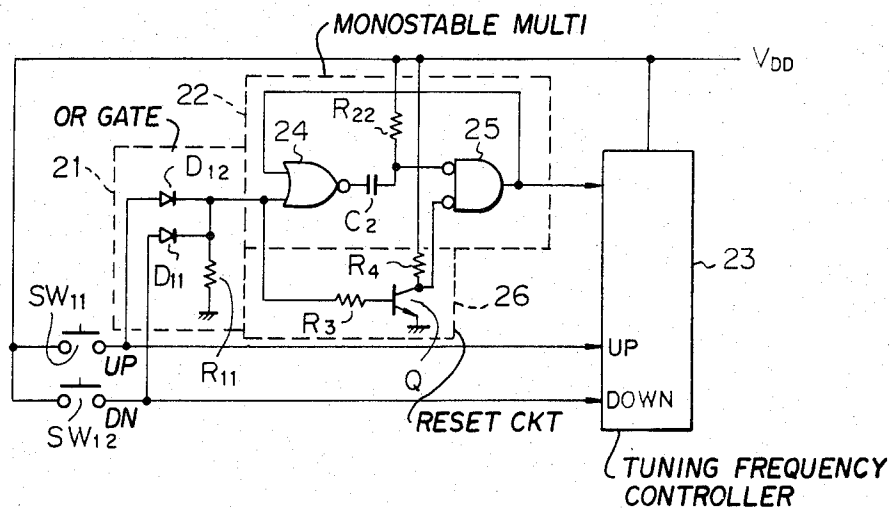 MONOSTABLE MULTI
VDD
22
R22
24
25
OR GATE
21
D12
C2
D11
R4
23
26
SW11
R3
UP
R11
Q
UP
DN
DOWN
SW12
RESET CKT
TUNING FREQUENCY
CONTROLLER